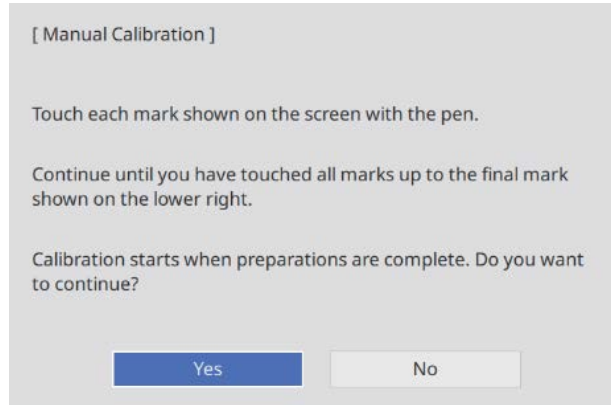 [ Manual Calibration ]
Touch each mark shown on the screen with the pen.
Continue until you have touched all marks up to the final mark
shown on the lower right.
Calibration starts when preparations are complete. Do you want
to continue?
Yes No